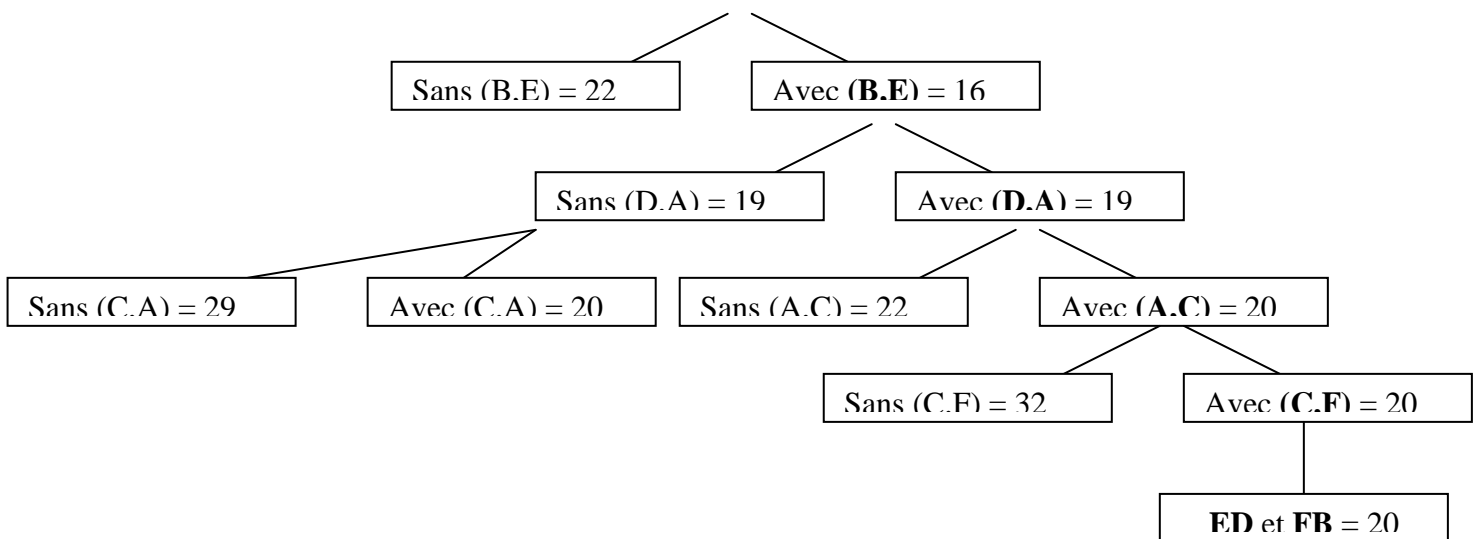 Sans (B,E) = 22
Avec (B,E) = 16
Sans (D,A) = 19
Avec (D,A) = 19
Sans (C,A) = 29
Avec (C,A) = 20
Sans (A,C) = 22
Avec (A,C) = 20
Sans (C,F) = 32
Avec (C,F) = 20
ED et FB = 20